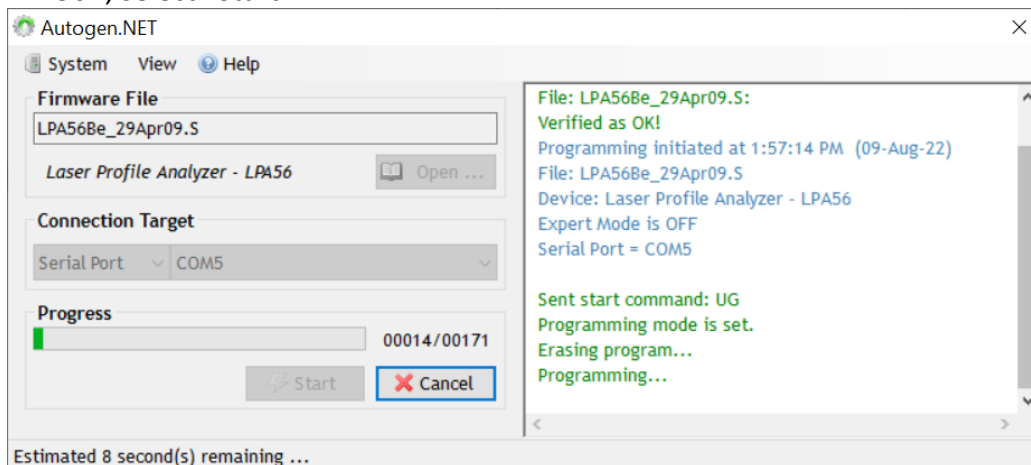 Autogen.NET
System View Help
Firmware File
LPA56Be_29Apr09.S
Laser Profile Analyzer - LPA56
Open ...
Connection Target
Serial Port COM5
Progress
00014/00171
Start Cancel
File: LPA56Be_29Apr09.S:
Verified as OK!
Programming initiated at 1:57:14 PM (09-Aug-22)
File: LPA56Be_29Apr09.S
Device: Laser Profile Analyzer - LPA56
Expert Mode is OFF
Serial Port = COM5
Sent start command: UG
Programming mode is set.
Erasing program...
Programming...
Estimated 8 second(s) remaining ...